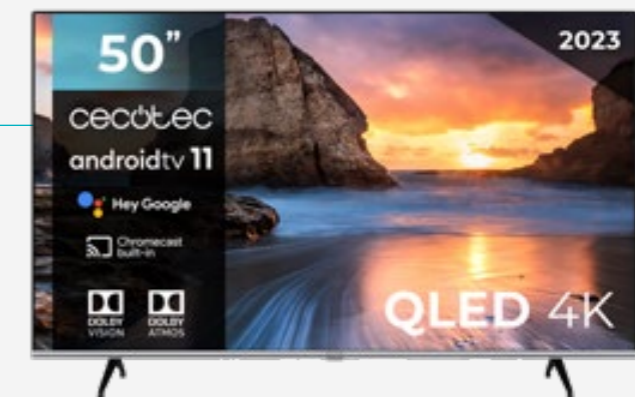 50”
2023
cecotec
androidtv 11
Hey Google
Chromecast
built-in
DOLBY
VISION
DOLBY
ATMOS
QLED 4K